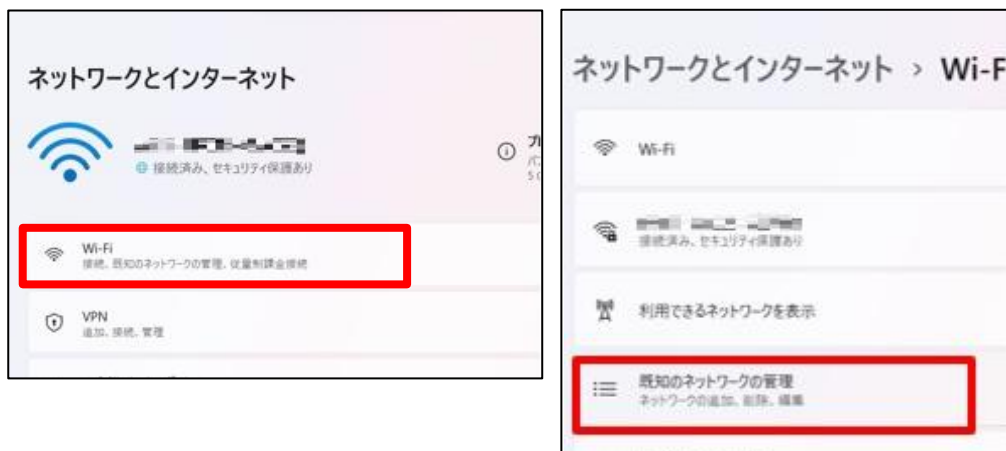 ネットワークとインターネット
接続済み、セキュリティ保護あり
Wi-Fi
接続、既知のネットワークの管理、従量制課金接続
VPN
追加、接続、管理
ネットワークとインターネット › Wi-F
Wi-Fi
接続済み、セキュリティ保護あり
利用できるネットワークを表示
既知のネットワークの管理
ネットワークの追加、削除、編集